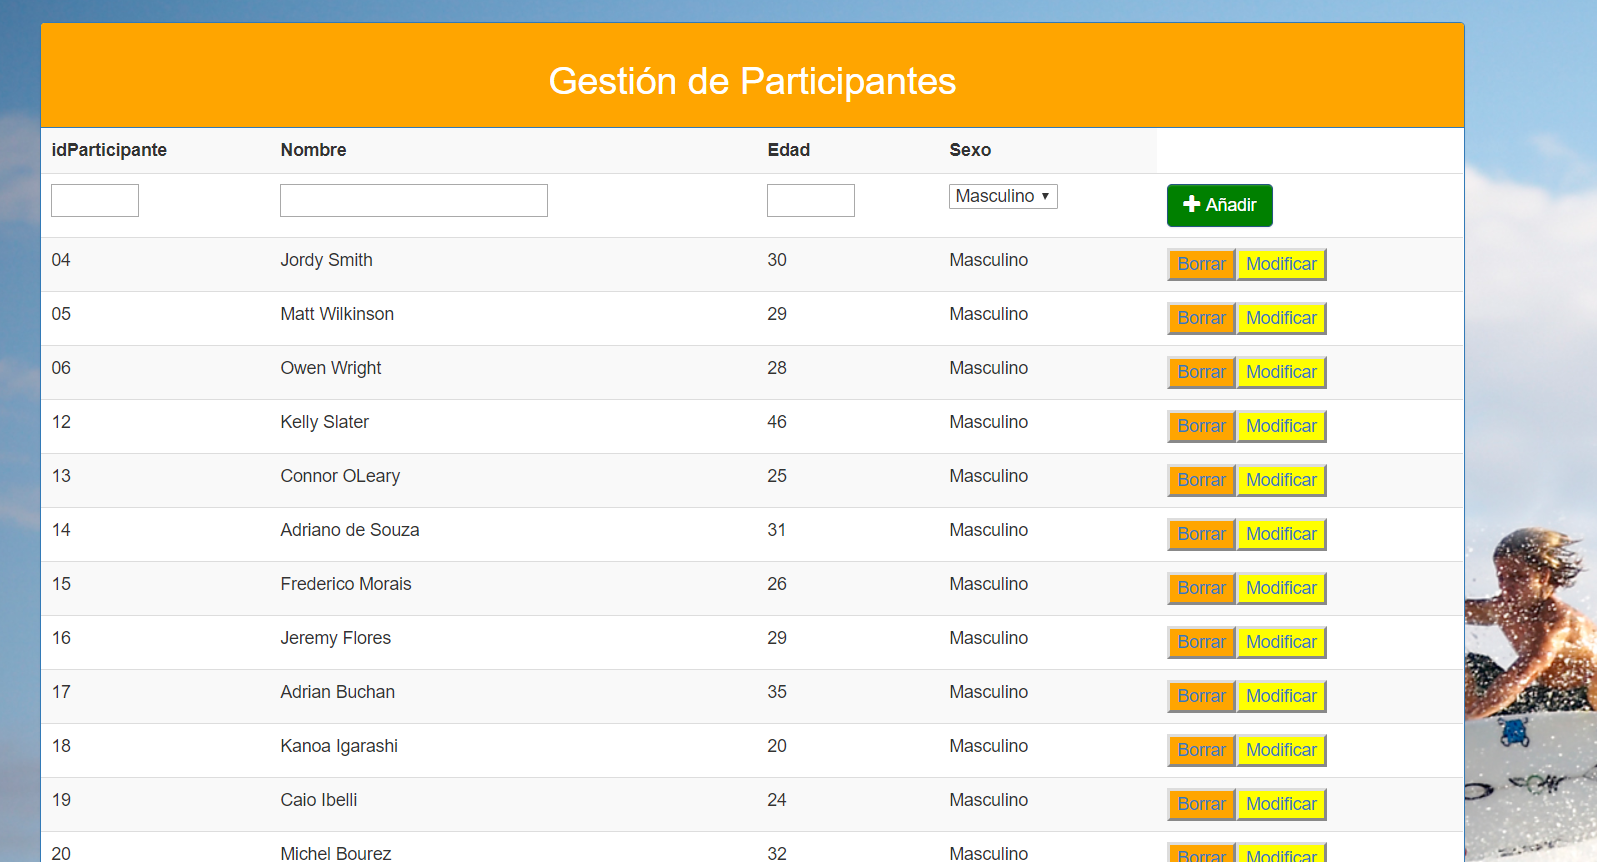 Gestión de Participantes
idParticipante Nombre Edad Sexo
Masculino ▾ Añadir
04 Jordy Smith 30 Masculino Borrar Modificar
05 Matt Wilkinson 29 Masculino Borrar Modificar
06 Owen Wright 28 Masculino Borrar Modificar
12 Kelly Slater 46 Masculino Borrar Modificar
13 Connor OLeary 25 Masculino Borrar Modificar
14 Adriano de Souza 31 Masculino Borrar Modificar
15 Frederico Morais 26 Masculino Borrar Modificar
16 Jeremy Flores 29 Masculino Borrar Modificar
17 Adrian Buchan 35 Masculino Borrar Modificar
18 Kanoa Igarashi 20 Masculino Borrar Modificar
19 Caio Ibelli 24 Masculino Borrar Modificar
20 Michel Bourez 32 Masculino Borrar Modificar